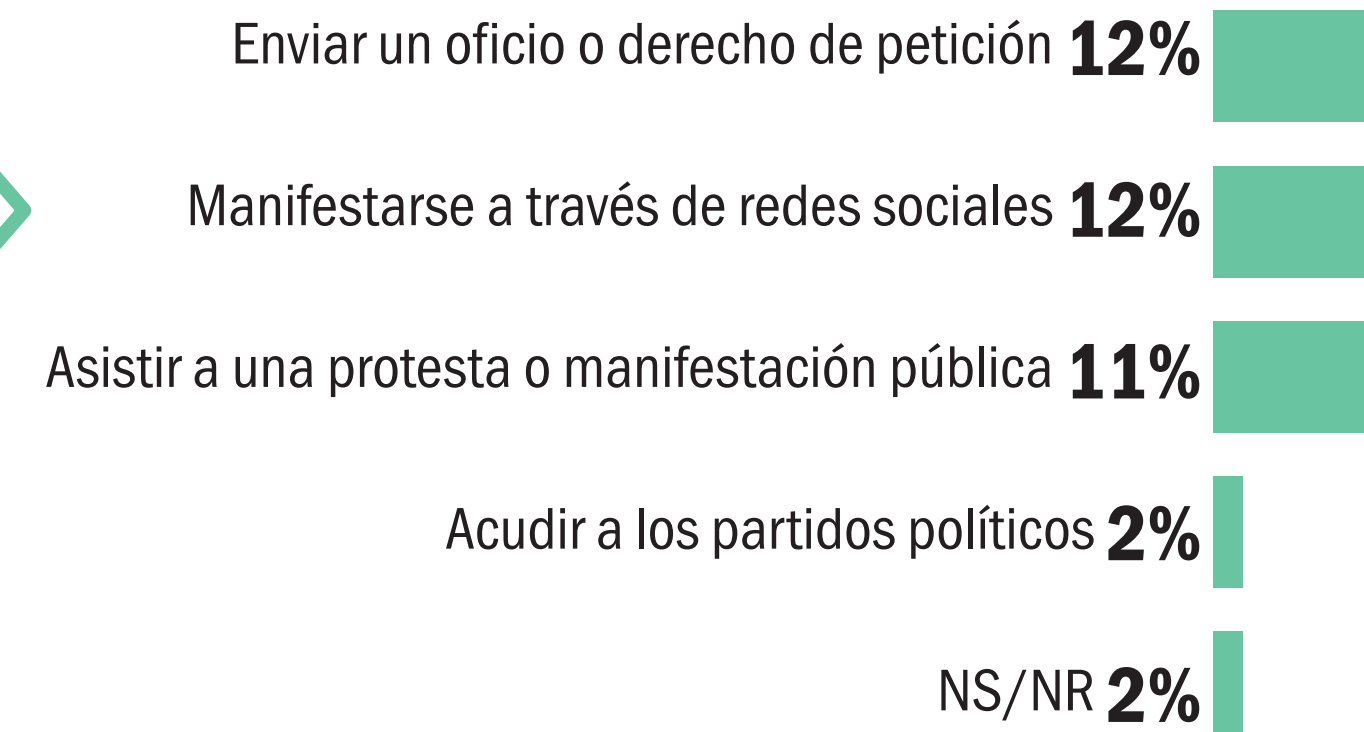 Enviar un oficio o derecho de petición 12%
Manifestarse a través de redes sociales 12%
Asistir a una protesta o manifestación pública 11%
Acudir a los partidos políticos 2%
NS/NR 2%